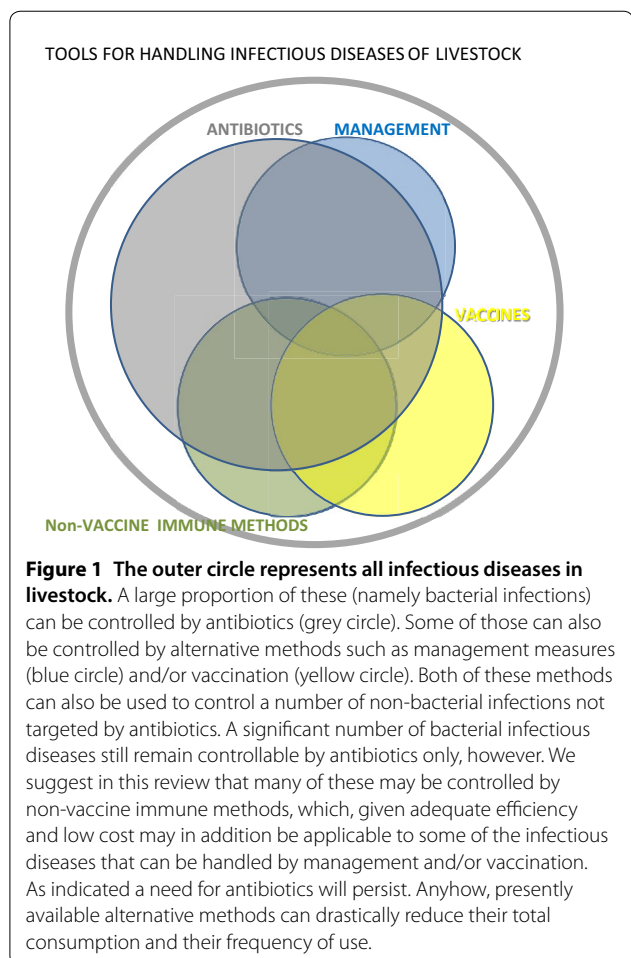 TOOLS FOR HANDLING INFECTIOUS DISEASES OF LIVESTOCK
ANTIBIOTICS MANAGEMENT
VACCINES
Non-VACCINE IMMUNE METHODS
Figure 1 The outer circle represents all infectious diseases in
livestock. A large proportion of these (namely bacterial infections)
can be controlled by antibiotics (grey circle). Some of those can also
be controlled by alternative methods such as management measures
(blue circle) and/or vaccination (yellow circle). Both of these methods
can also be used to control a number of non-bacterial infections not
targeted by antibiotics. A significant number of bacterial infectious
diseases still remain controllable by antibiotics only, however. We
suggest in this review that many of these may be controlled by
non-vaccine immune methods, which, given adequate efficiency
and low cost may in addition be applicable to some of the infectious
diseases that can be handled by management and/or vaccination.
As indicated a need for antibiotics will persist. Anyhow, presently
available alternative methods can drastically reduce their total
consumption and their frequency of use.